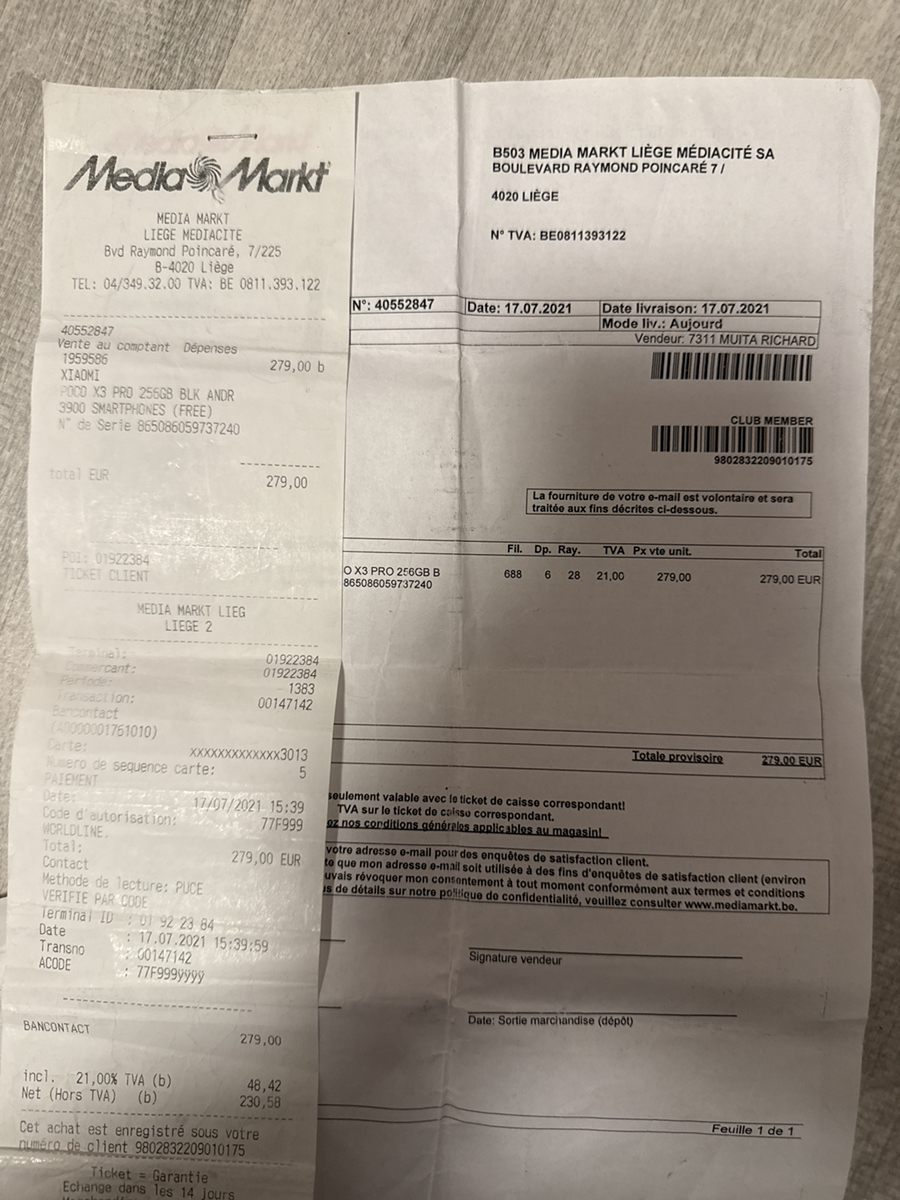 Media Markt
MEDIA MARKT
LIEGE MEDIACITE
Bvd Raymond Poincaré, 7/225
B-4020 Liège
TEL: 04/349.32.00 TVA: BE 0811.393.122
40552847
Vente au comptant Dépenses
1959586 279,00 b
XIAOMI
POCO X3 PRO 256GB BLK ANDR
3900 SMARTPHONES (FREE)
N° de Serie 865086059737240
total EUR 279,00
PDI: 01922384
TICKET CLIENT
MEDIA MARKT LIEG
LIEGE 2
Terminal: 01922384
Commercant: 01922384
Periode: 1383
Transaction: 00147142
Bancontact
(A0000001761010)
Carte: xxxxxxxxxxxxx3013
Numero de sequence carte: 5
PAIEMENT
Date: 17/07/2021 15:39
Code d'autorisation: 77F999
WORLDLINE.
Total: 279,00 EUR
Contact
Methode de lecture: PUCE
VERIFIE PAR CODE
Terminal ID : 01 92 23 84
Date : 17.07.2021 15:39:59
Transno : 00147142
ACODE : 77F999ÿÿÿÿ
BANCONTACT 279,00
incl. 21,00% TVA (b) 48,42
Net (Hors TVA) (b) 230,58
Cet achat est enregistré sous votre
numéro de client 9802832209010175
Ticket = Garantie
Echange dans les 14 jours
B503 MEDIA MARKT LIÈGE MÉDIACITÉ SA
BOULEVARD RAYMOND POINCARÉ 7 /
4020 LIÈGE
N° TVA: BE0811393122
N°: 40552847 Date: 17.07.2021 Date livraison: 17.07.2021
Mode liv.: Aujourd
Vendeur: 7311 MUITA RICHARD
CLUB MEMBER
9802832209010175
La fourniture de votre e-mail est volontaire et sera
traitée aux fins décrites ci-dessous.
Fil. Dp. Ray. TVA Px vte unit. Total
O X3 PRO 256GB B 688 6 28 21,00 279,00 279,00 EUR
865086059737240
Totale provisoire 279,00 EUR
seulement valable avec le ticket de caisse correspondant!
TVA sur le ticket de caisse correspondant.
ez nos conditions générales applicables au magasin!
votre adresse e-mail pour des enquêtes de satisfaction client.
te que mon adresse e-mail soit utilisée à des fins d'enquêtes de satisfaction client (environ
uvais révoquer mon consentement à tout moment conformément aux termes et conditions
us de détails sur notre politique de confidentialité, veuillez consulter www.mediamarkt.be.
Signature vendeur
Date: Sortie marchandise (dépôt)
Feuille 1 de 1